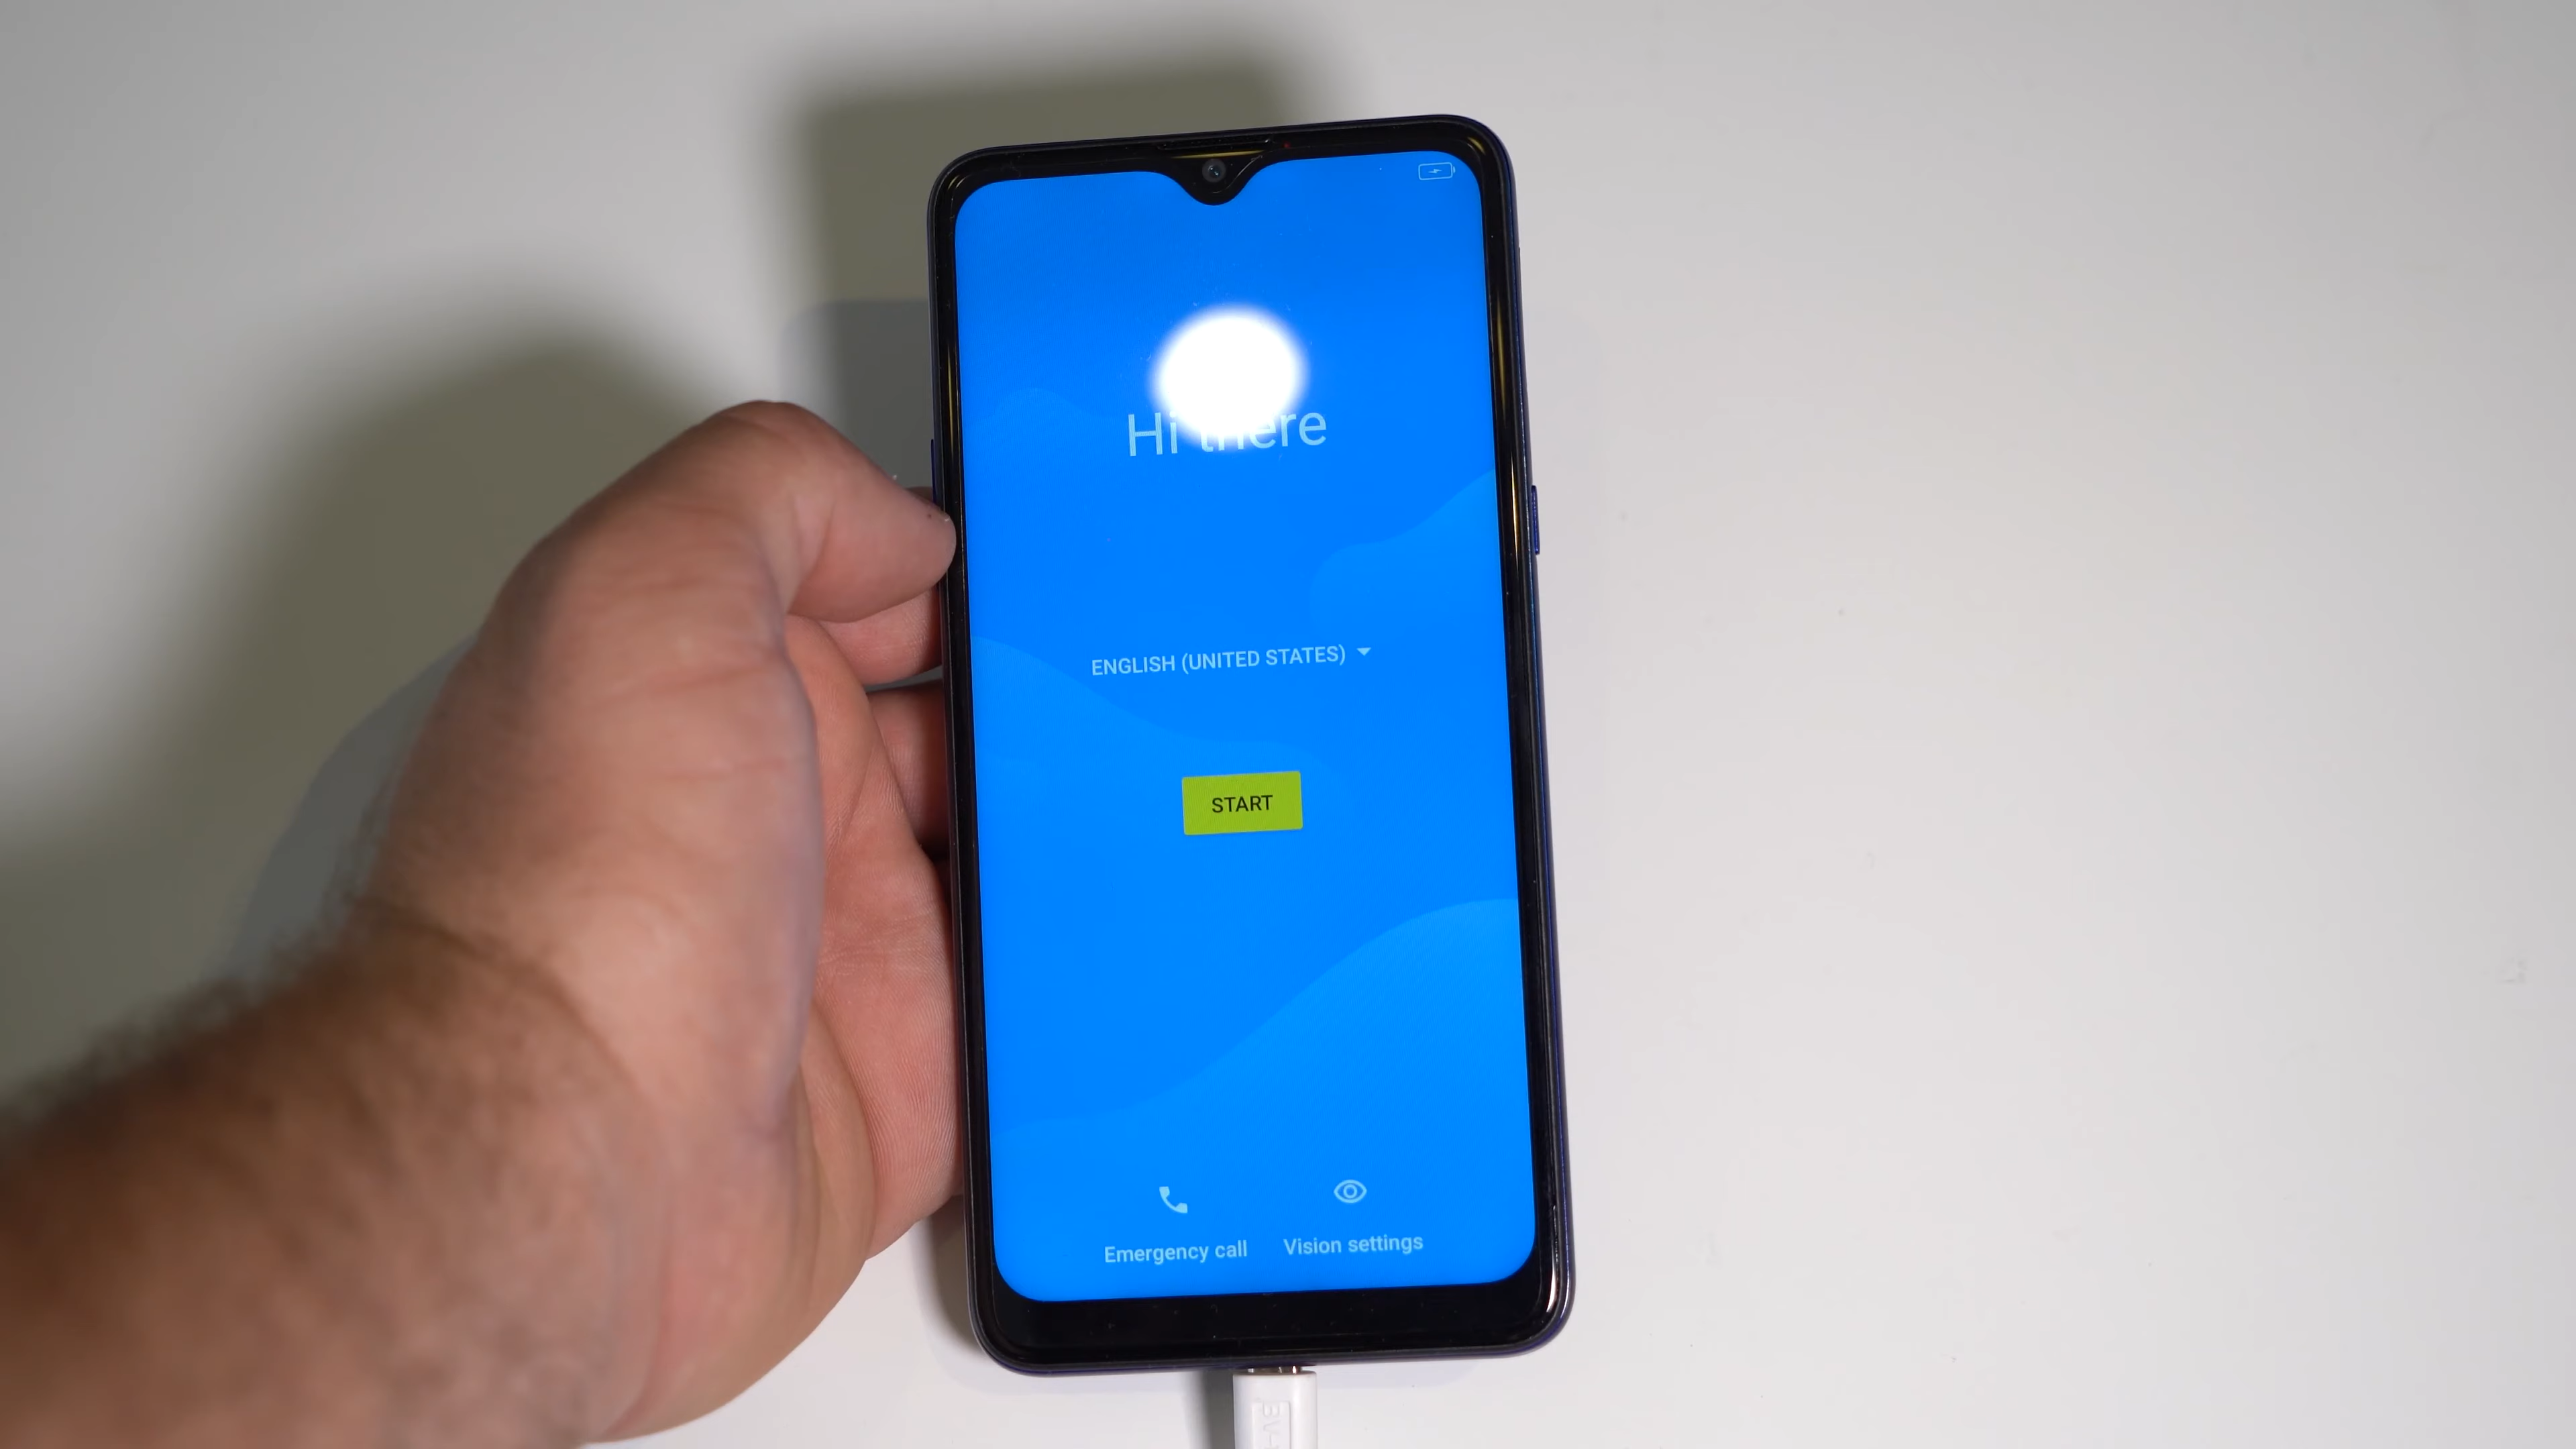 Hi there
ENGLISH (UNITED STATES)
START
Emergency call
Vision settings